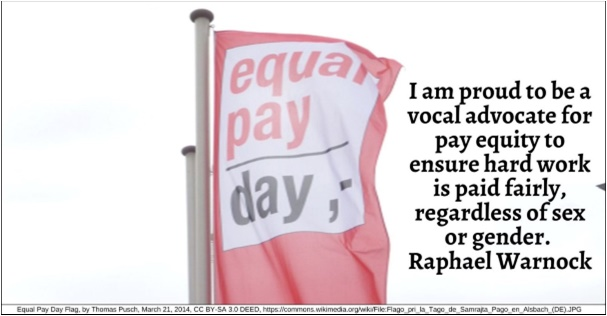 equal
pay
day ,-
I am proud to be a
vocal advocate for
pay equity to
ensure hard work
is paid fairly,
regardless of sex
or gender.
Raphael Warnock
Equal Pay Day Flag, by Thomas Pusch, March 21, 2014, CC BY-SA 3.0 DEED, https://commons.wikimedia.org/wiki/File:Flago_pri_la_Tago_de_Samrajta_Pago_en_Alsbach_(DE).JPG